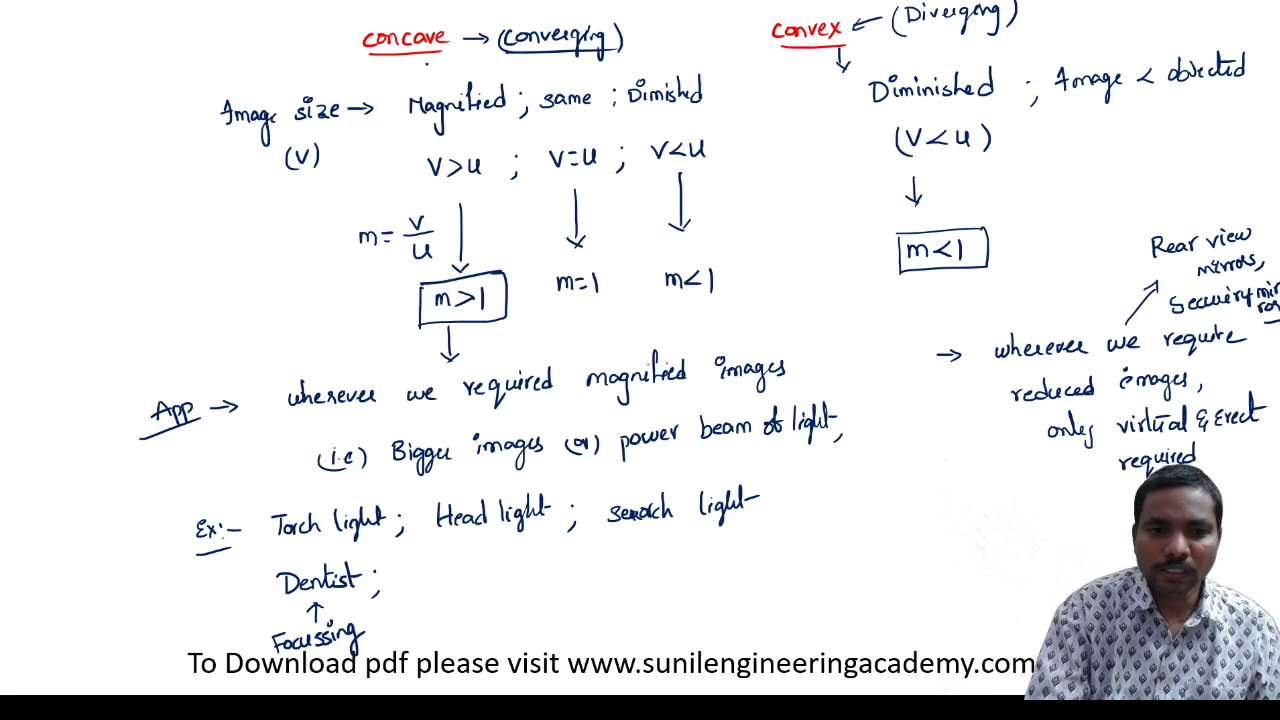 concave → (converging)
convex ← (Diverging)
Image size → Magnified ; same ; Dimished
(V)
Diminished ; Image < objected
V>u ; V=u ; V<u
(V<u)
m= V/u
m>1
m=1
m<1
m<1
Rear view
mirrors,
security mirrors
App → wherever we required magnified images
(i.e) Bigger images (or) power beam of light,
→ wherever we require
reduced images,
only virtual & Erect
required
Ex:- Torch light ; Head light ; serach light
Dentist ;
↑
Focussing
To Download pdf please visit www.sunilengineeringacademy.com